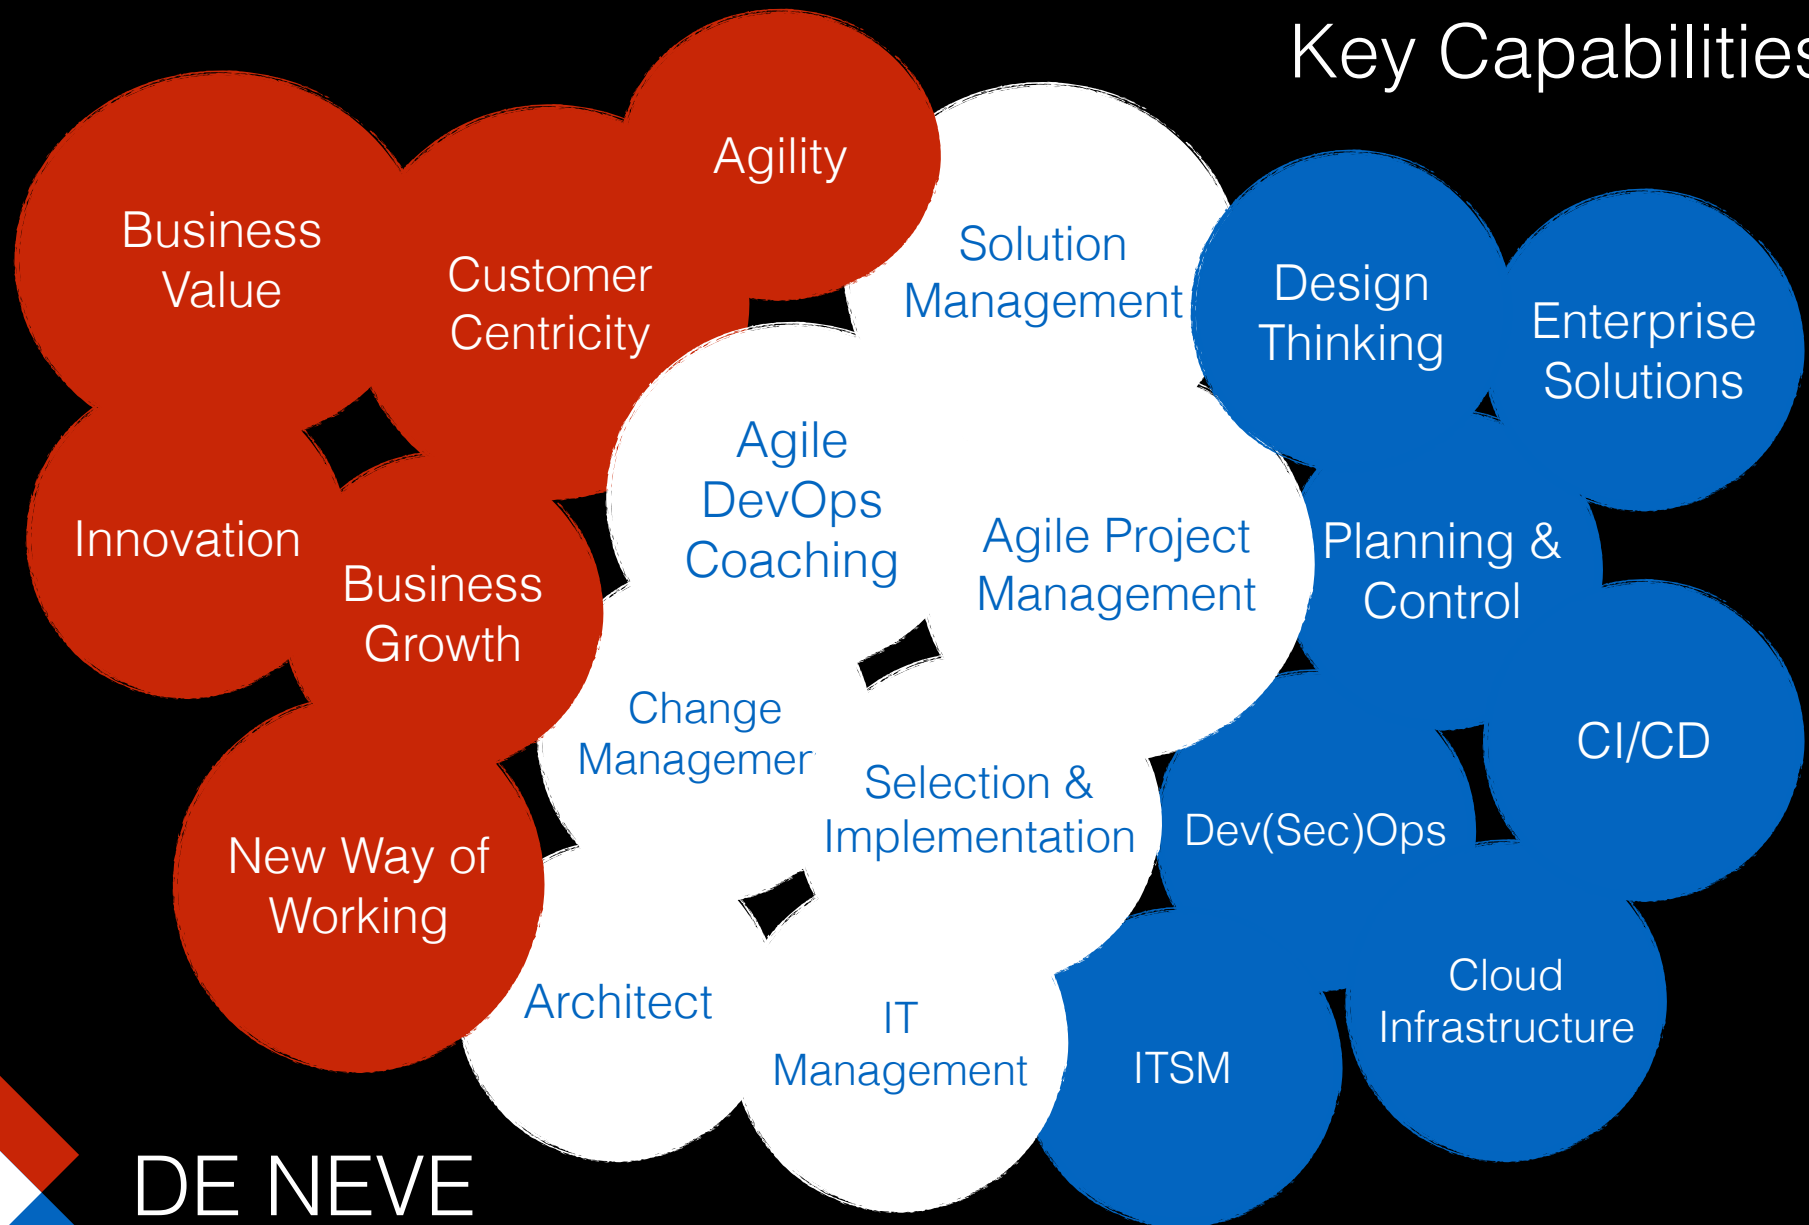 Key Capabilities
Agility
Business
Value
Customer
Centricity
Solution
Management
Design
Thinking
Enterprise
Solutions
Innovation
Business
Growth
Agile
DevOps
Coaching
Agile Project
Management
Planning &
Control
Change
Managemen
Selection &
Implementation
CI/CD
Dev(Sec)Ops
New Way of
Working
Architect
IT
Management
ITSM
Cloud
Infrastructure
DE NEVE